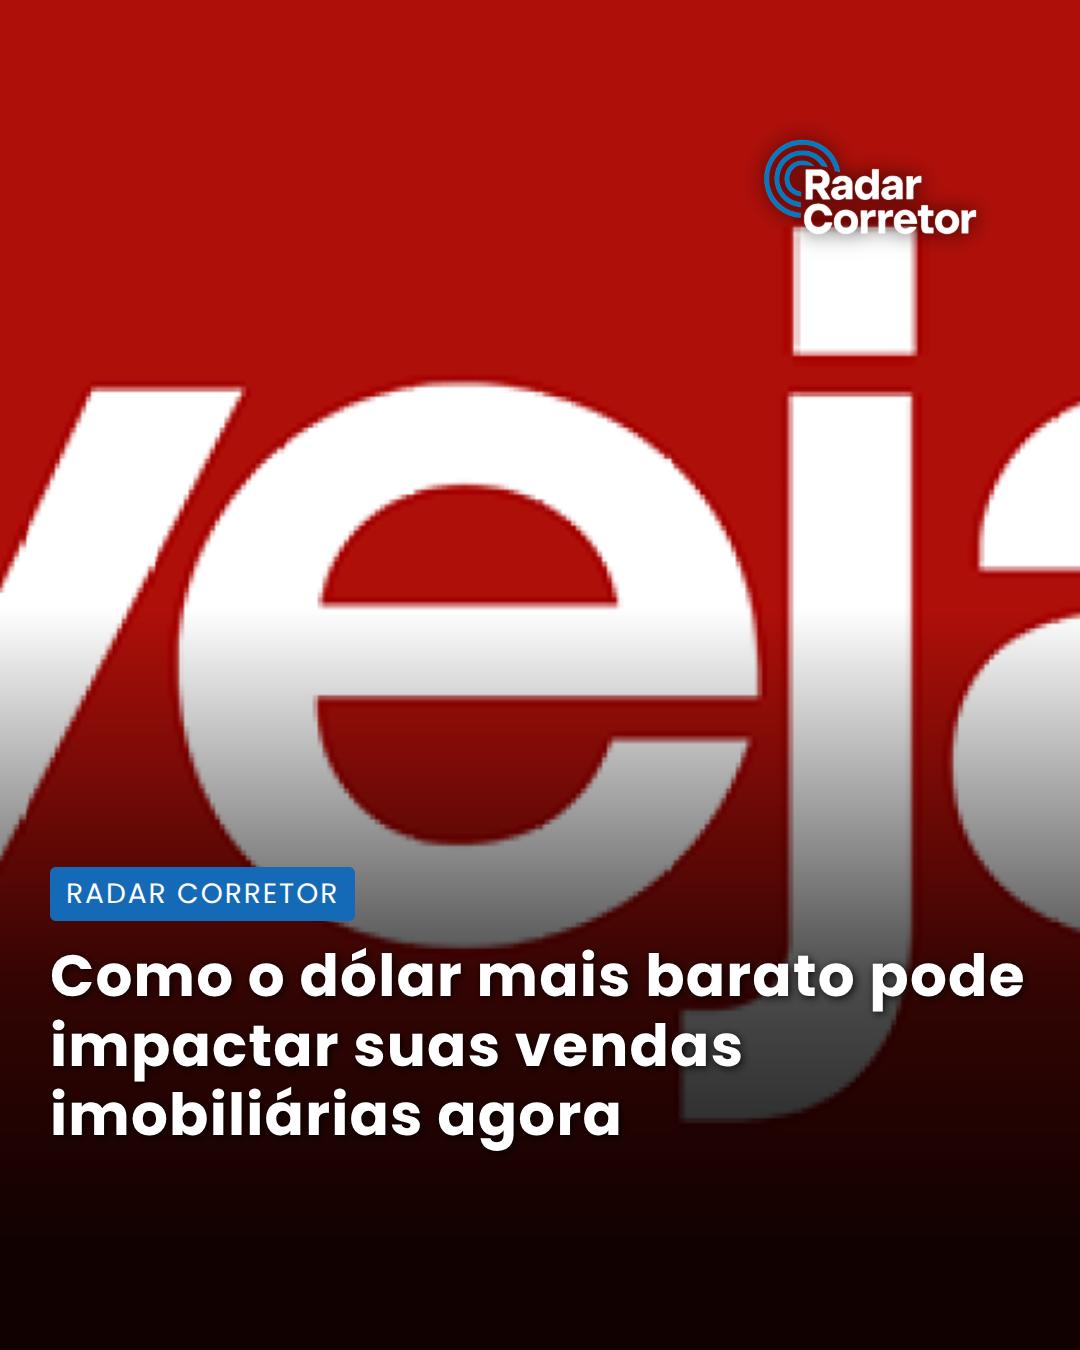 Radar
Corretor
veja
RADAR CORRETOR
Como o dólar mais barato pode
impactar suas vendas
imobiliárias agora